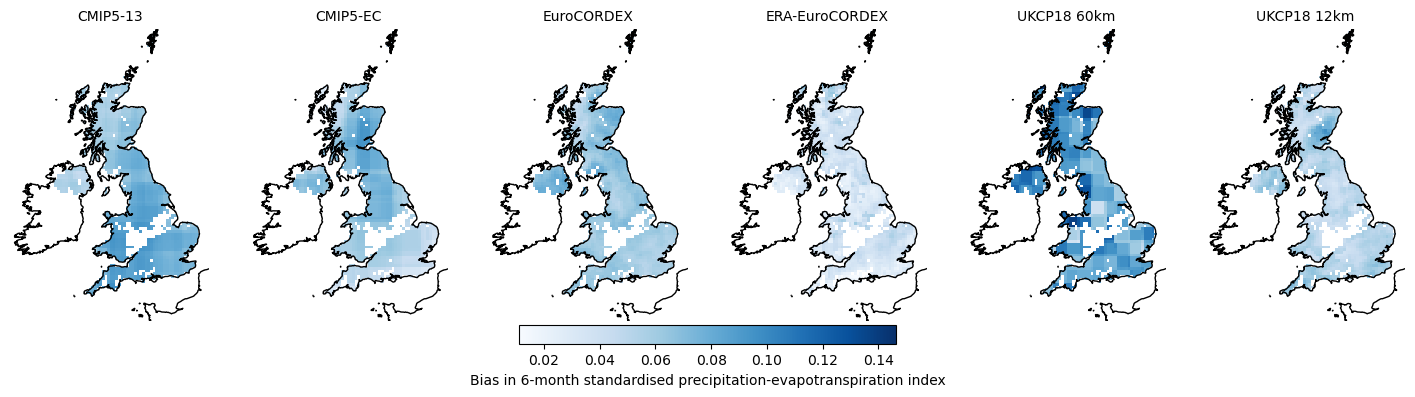 CMIP5-13 CMIP5-EC EuroCORDEX ERA-EuroCORDEX UKCP18 60km UKCP18 12km
0.02 0.04 0.06 0.08 0.10 0.12 0.14
Bias in 6-month standardised precipitation-evapotranspiration index